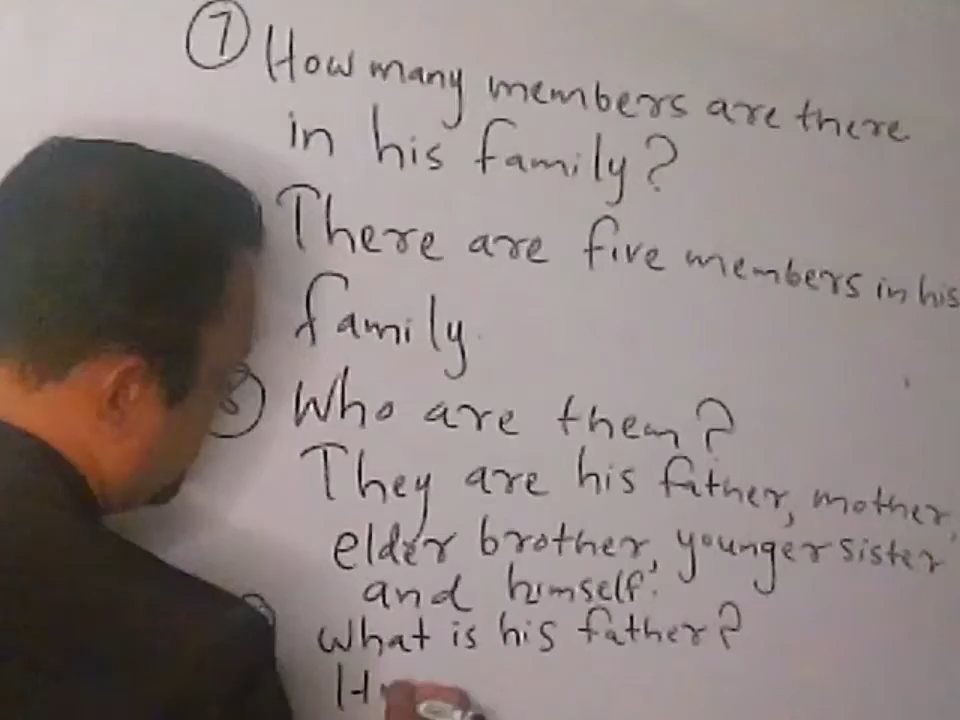 7 How many members are there
in his family?
There are five members in his
family.
8 Who are them?
They are his father, mother,
elder brother, younger sister
and himself.
What is his father?
H